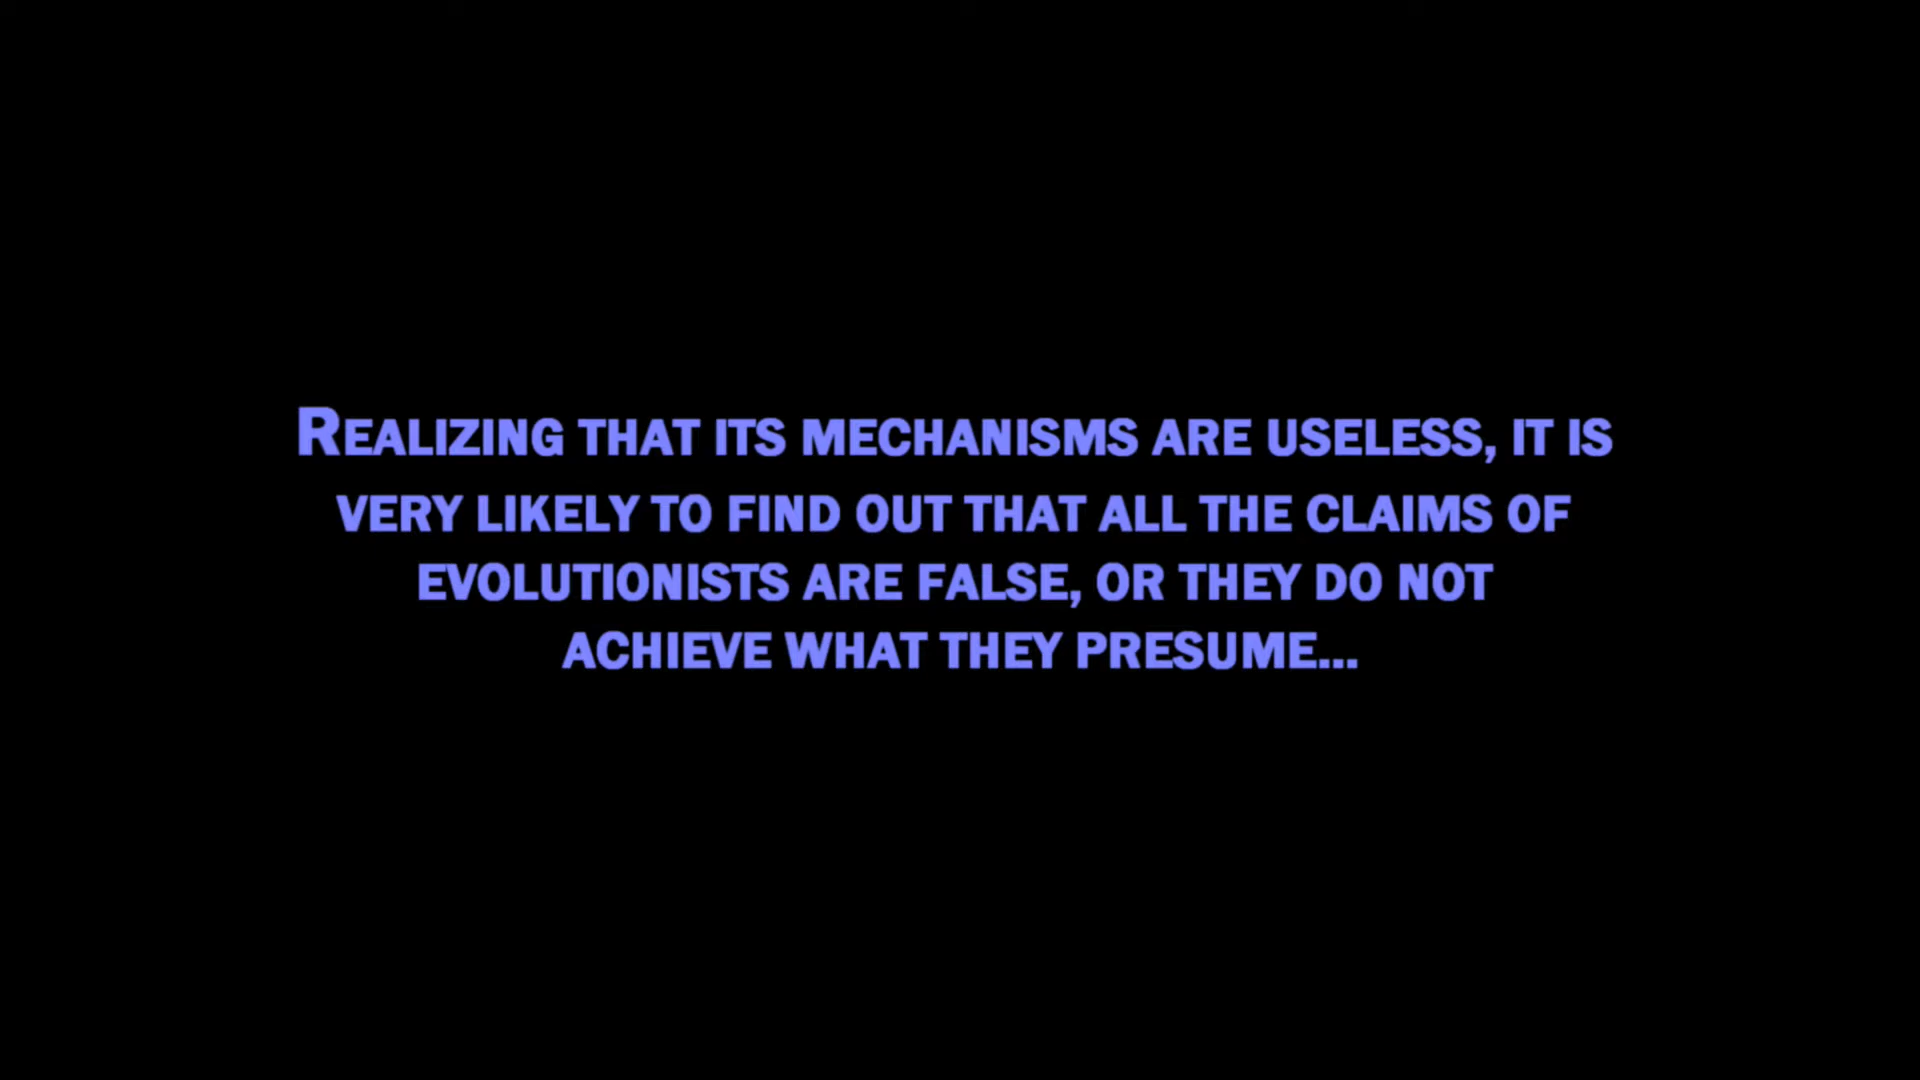 Realizing that its mechanisms are useless, it is
very likely to find out that all the claims of
evolutionists are false, or they do not
achieve what they presume...